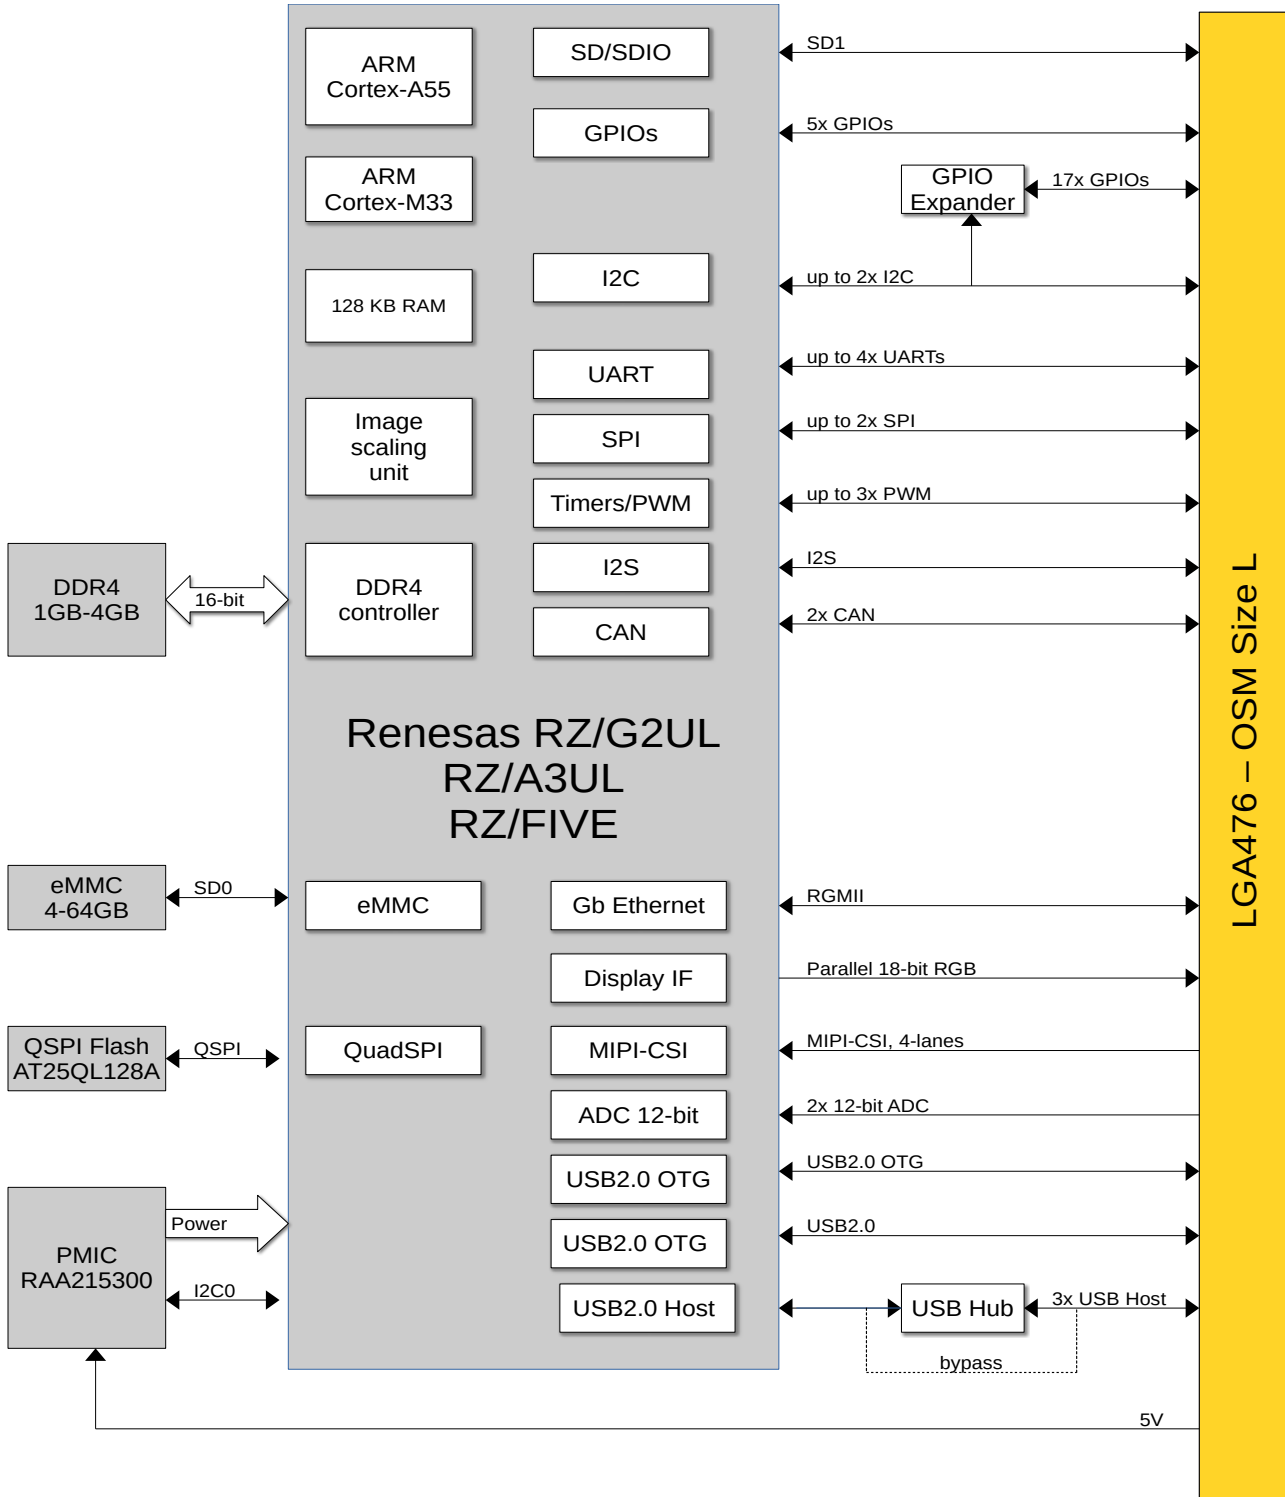 ARM
Cortex-A55
SD/SDIO
SD1
GPIOs
5x GPIOs
ARM
Cortex-M33
GPIO
Expander
17x GPIOs
128 KB RAM
I2C
up to 2x I2C
UART
up to 4x UARTs
Image
scaling
unit
SPI
up to 2x SPI
Timers/PWM
up to 3x PWM
DDR4
1GB-4GB
16-bit
DDR4
controller
I2S
I2S
CAN
2x CAN
LGA476 – OSM Size L
Renesas RZ/G2UL
RZ/A3UL
RZ/FIVE
eMMC
4-64GB
SD0
eMMC
Gb Ethernet
RGMII
Display IF
Parallel 18-bit RGB
QSPI Flash
AT25QL128A
QSPI
QuadSPI
MIPI-CSI
MIPI-CSI, 4-lanes
ADC 12-bit
2x 12-bit ADC
USB2.0 OTG
USB2.0 OTG
PMIC
RAA215300
Power
I2C0
USB2.0 OTG
USB2.0
USB2.0 Host
USB Hub
3x USB Host
bypass
5V